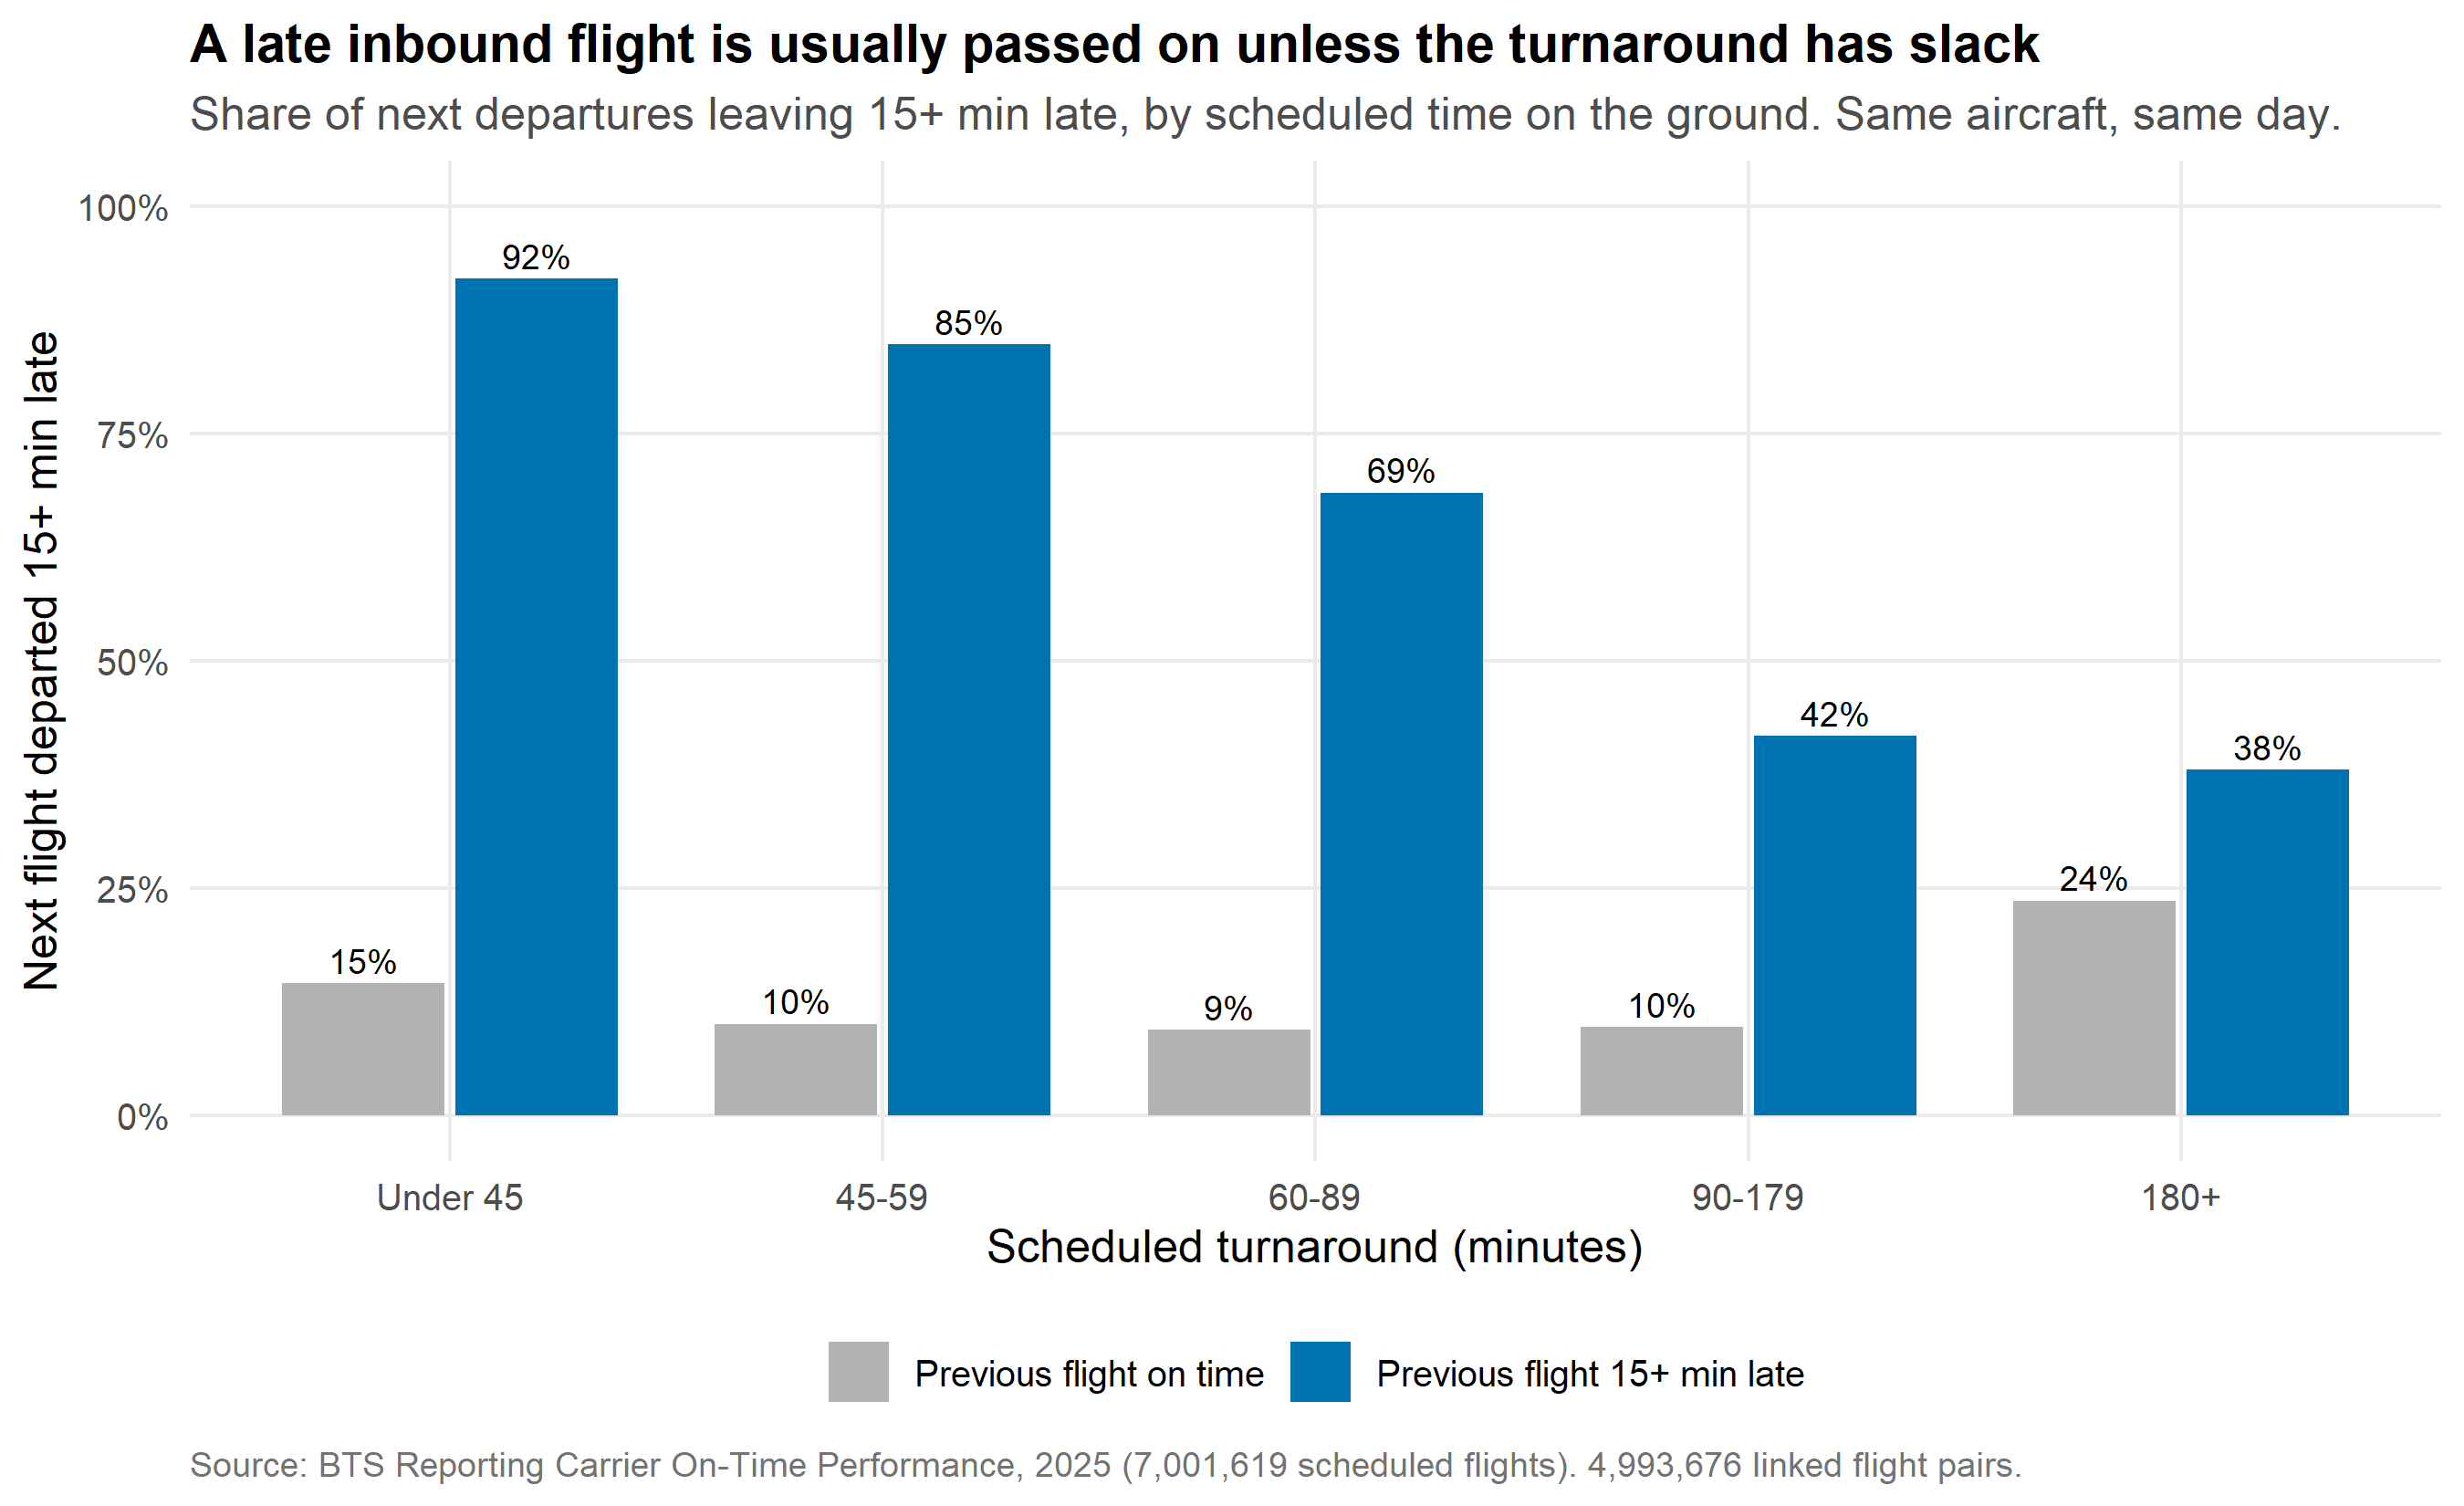 A late inbound flight is usually passed on unless the turnaround has slack
Share of next departures leaving 15+ min late, by scheduled time on the ground. Same aircraft, same day.
Next flight departed 15+ min late
100%
75%
50%
25%
0%
15%
92%
10%
85%
9%
69%
10%
42%
24%
38%
Under 45
45-59
60-89
90-179
180+
Scheduled turnaround (minutes)
Previous flight on time
Previous flight 15+ min late
Source: BTS Reporting Carrier On-Time Performance, 2025 (7,001,619 scheduled flights). 4,993,676 linked flight pairs.